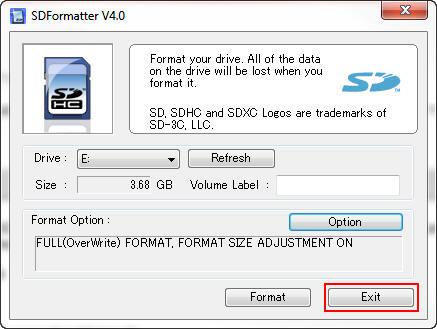 SDFormatter V4.0
SD
HC
Format your drive. All of the data
on the drive will be lost when you
format it.
SD
SD, SDHC and SDXC Logos are trademarks of
SD-3C, LLC.
Drive : E: Refresh
Size : 3.68 GB Volume Label :
Format Option : Option
FULL(OverWrite) FORMAT, FORMAT SIZE ADJUSTMENT ON
Format Exit